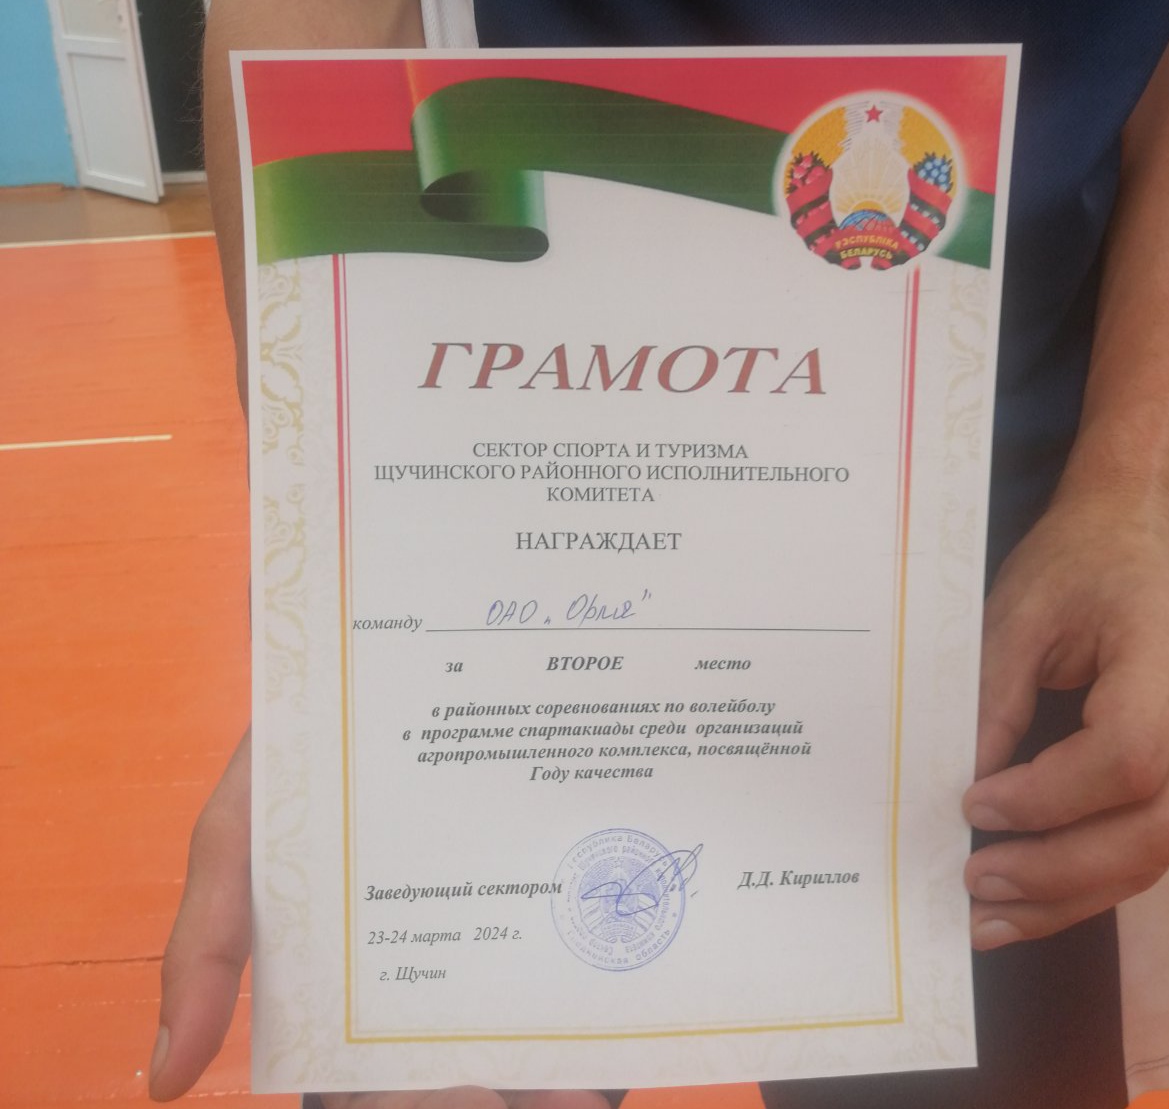 РЭСПУБЛІКА
БЕЛАРУСЬ
ГРАМОТА
СЕКТОР СПОРТА И ТУРИЗМА
ЩУЧИНСКОГО РАЙОННОГО ИСПОЛНИТЕЛЬНОГО
КОМИТЕТА
НАГРАЖДАЕТ
команду ОАО „Орля"
за ВТОРОЕ место
в районных соревнованиях по волейболу
в программе спартакиады среди организаций
агропромышленного комплекса, посвящённой
Году качества
Республика Беларусь
Заведующий сектором Д.Д. Кириллов
23-24 марта 2024 г.
г. Щучин